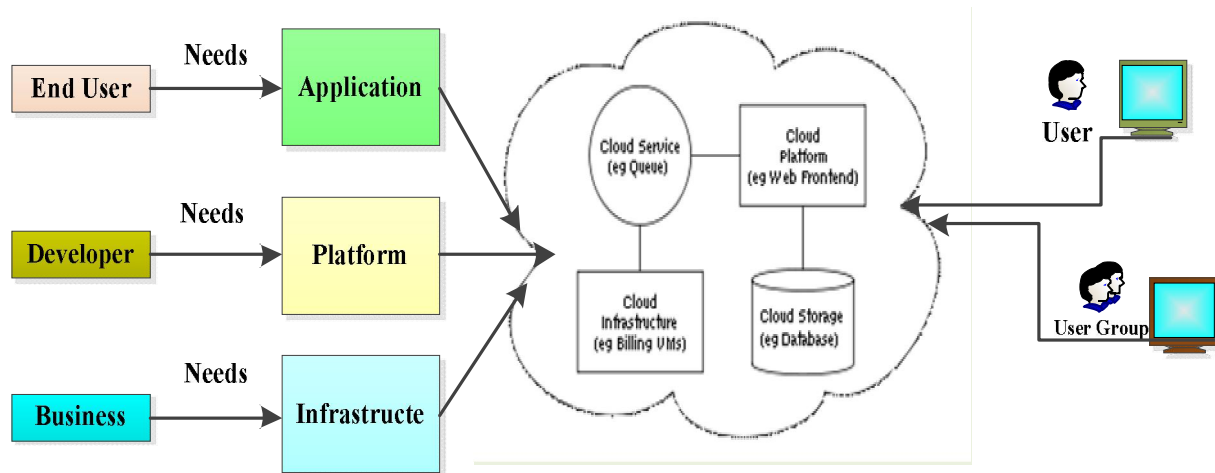 Needs
End User
Application
Needs
Developer
Platform
Needs
Business
Infrastructe
Cloud Service
(eg Queue)
Cloud
Platform
(eg Web Frontend)
Cloud
Infrastructure
(eg Billing VMs)
Cloud Storage
(eg Database)
User
User Group